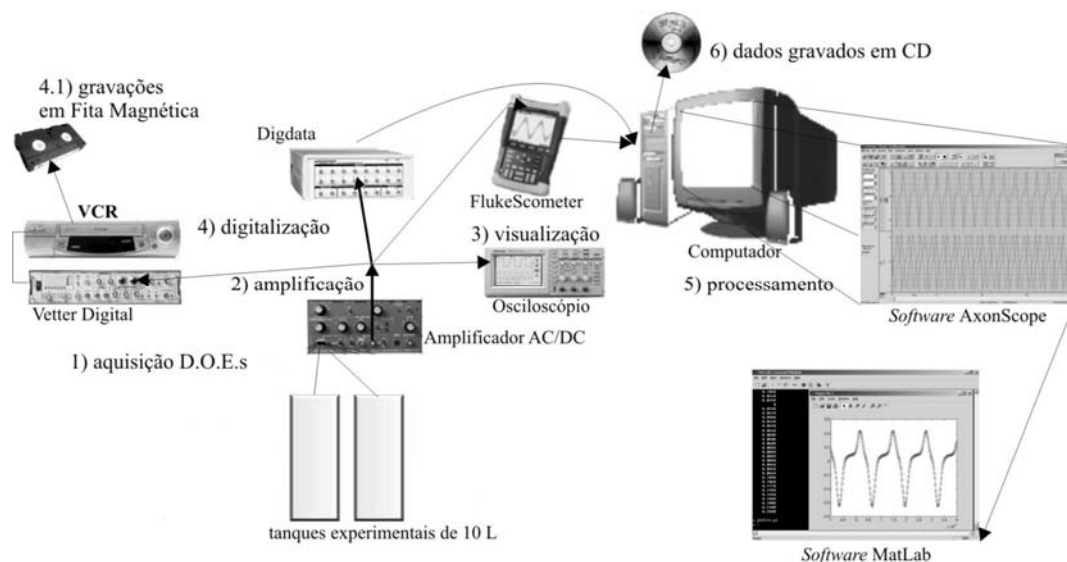 6) dados gravados em CD
4.1) gravações
em Fita Magnética
Digdata
VCR
4) digitalização
FlukeScometer
3) visualização
Computador
2) amplificação
5) processamento
Vetter Digital
Osciloscópio
Software AxonScope
Amplificador AC/DC
1) aquisição D.O.E.s
tanques experimentais de 10 L
Software MatLab